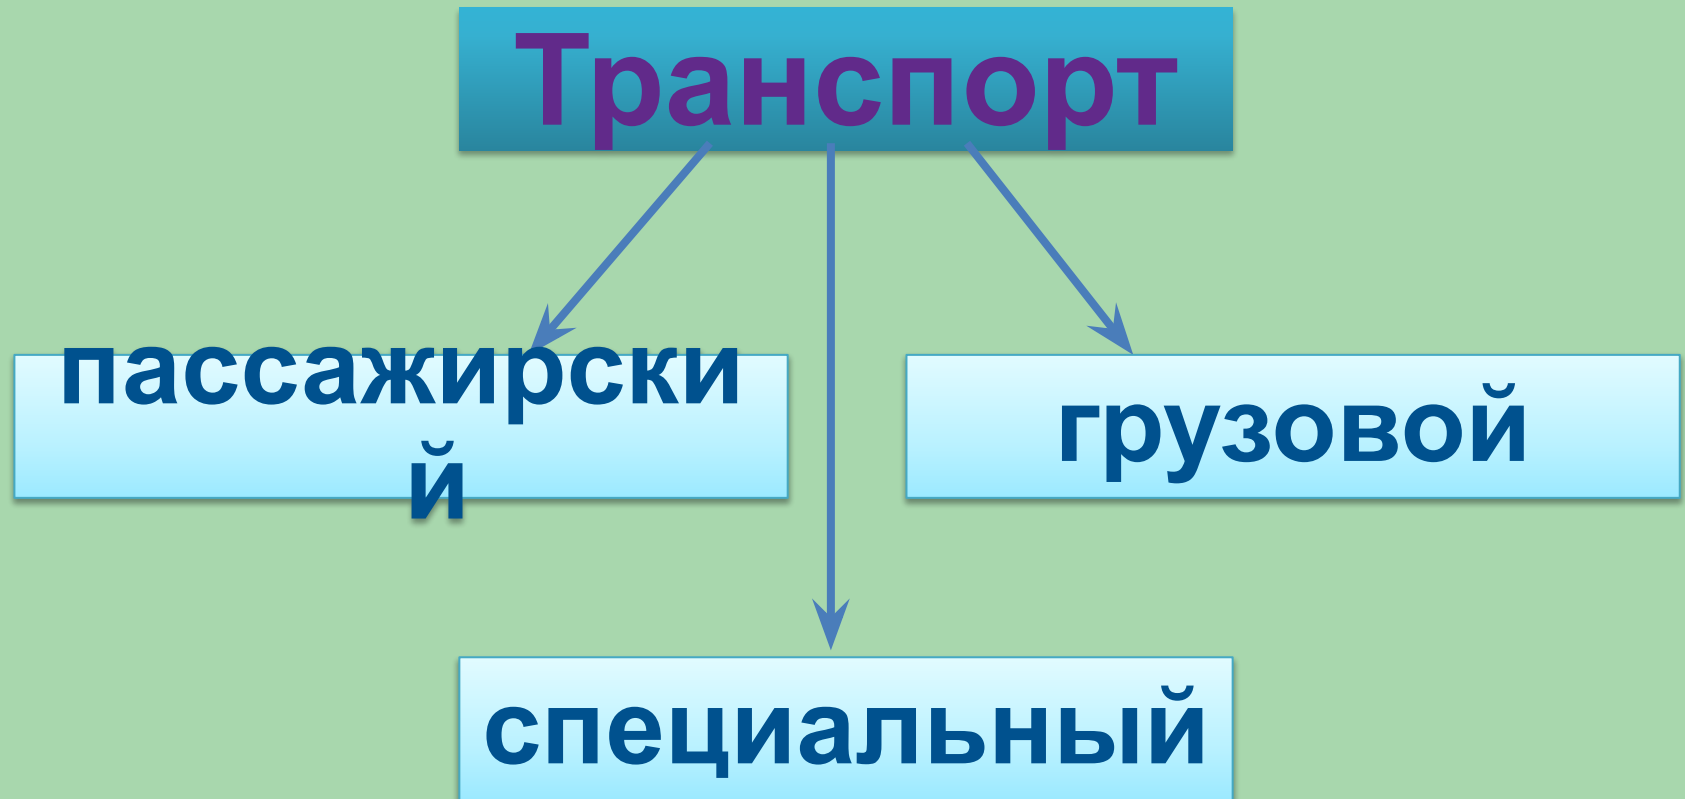 Транспорт
пассажирски
й
грузовой
специальный